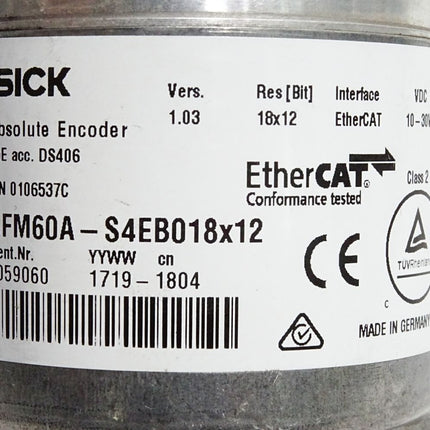 SICK
Vers. Res [Bit] Interface VDC
1.03 18x12 EtherCAT 10-30V
bsolute Encoder
E acc. DS406
N 0106537C
EtherCAT®
Conformance tested
Class 2
FM60A-S4EB018x12
ent.Nr. YYWW cn
059060 1719-1804
CE
TÜVRheinland
C
MADE IN GERMANY